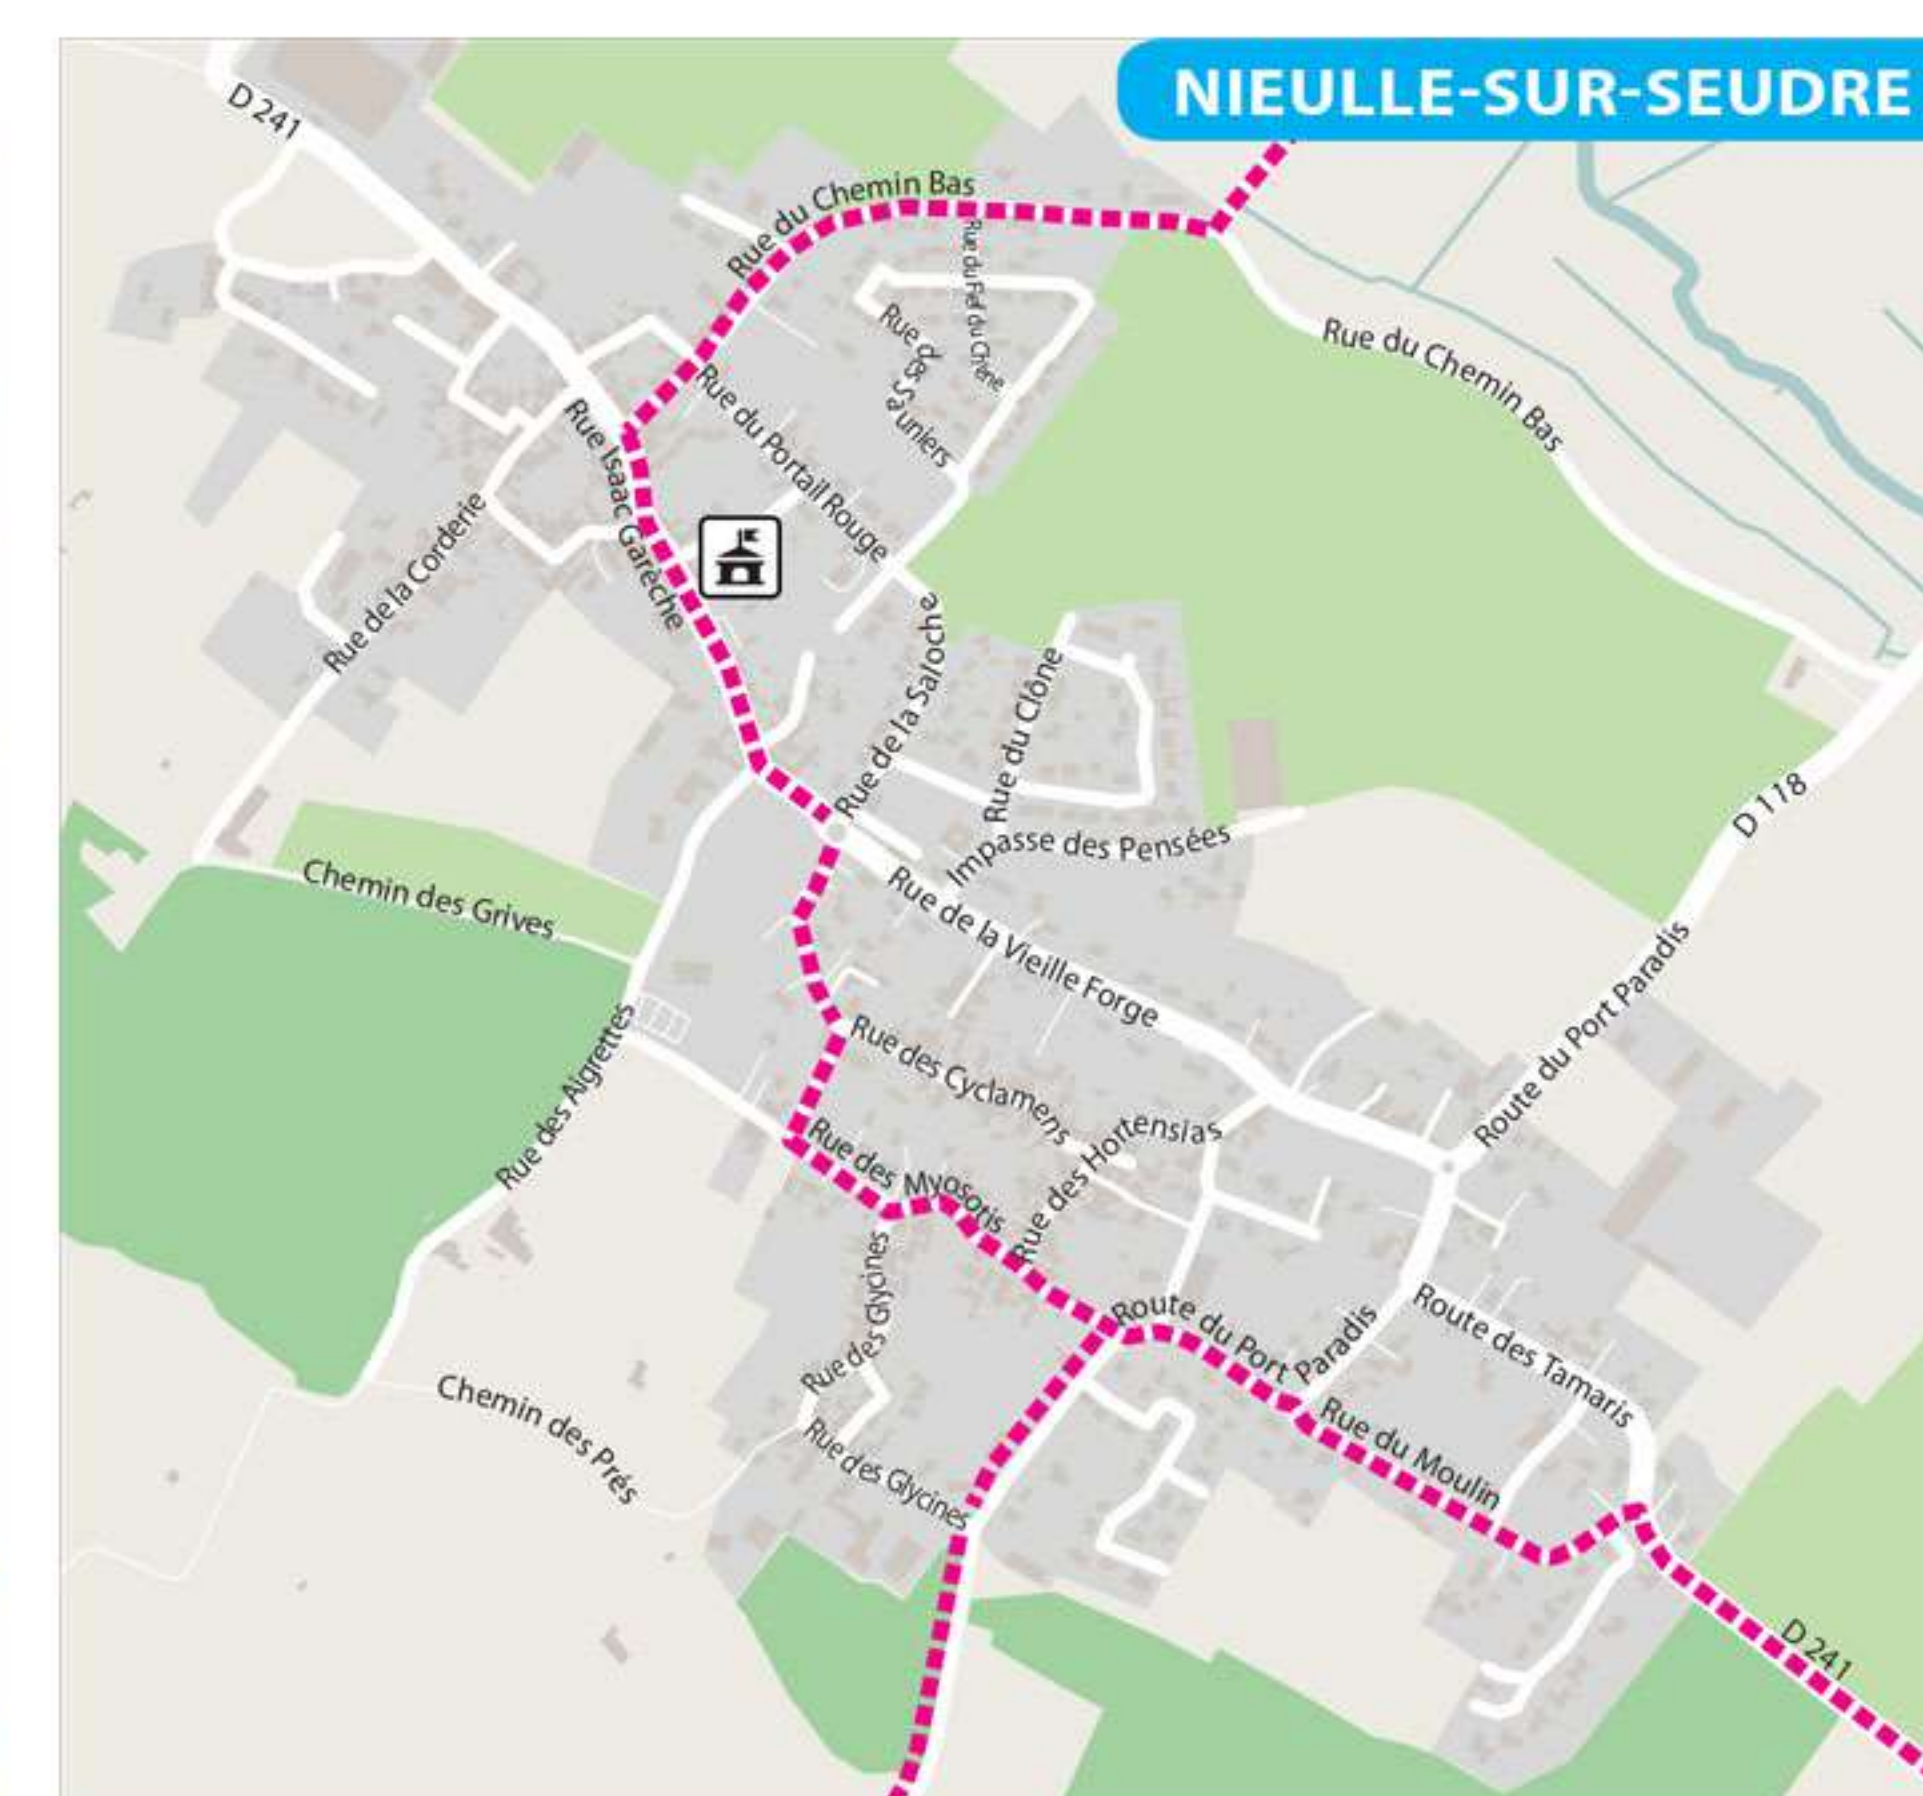 NIEULLE-SUR-SEUDRE
D 241
Rue du Chemin Bas
Rue du Fief du Chêne
Rue des Pruniers
Rue du Chemin Bas
Rue du Portail Rouge
Rue Isaac Garèche
Rue de la Corderie
Rue de la Saloche
Rue du Clône
Impasse des Pensées
D 118
Chemin des Grives
Rue de la Vieille Forge
Route du Port Paradis
Rue des Aigrettes
Rue des Cyclamens
Rue des Hortensias
Rue des Myosotis
Rue des Glycines
Route du Port Paradis
Route des Tamaris
Chemin des Prés
Rue du Moulin
Rue des Glycines
D 241